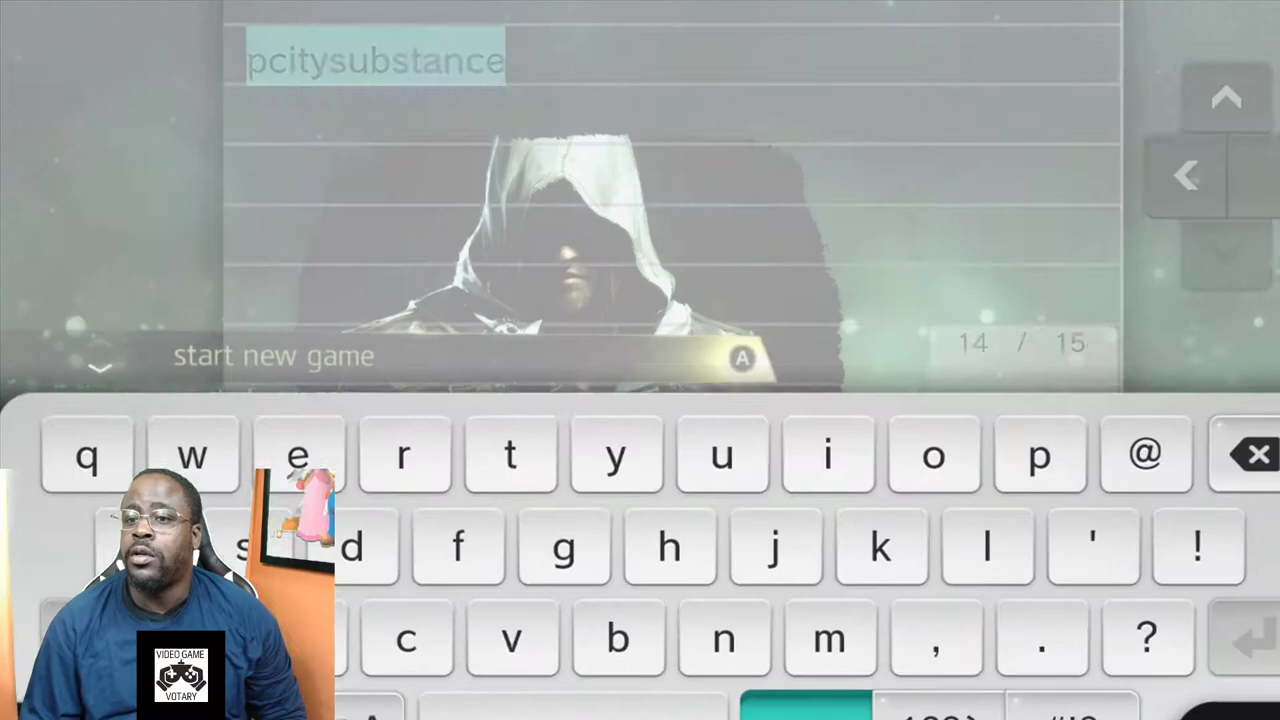 pcitysubstance
start new game A
14 / 15
q w e r t y u i o p @
s d f g h j k l ' !
c v b n m , . ?
VIDEO GAME
VOTARY